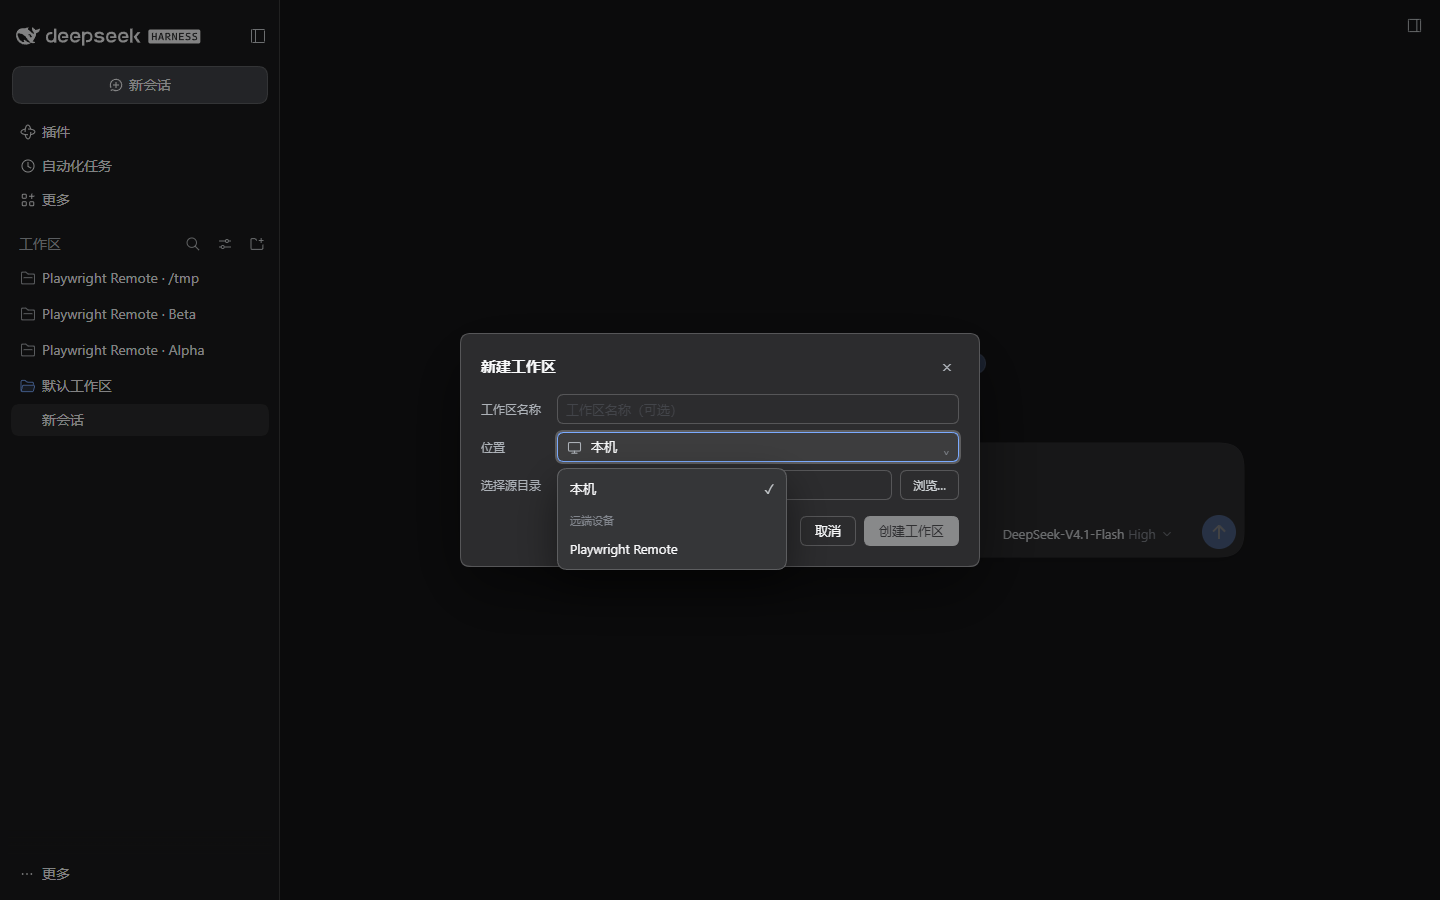 deepseek HARNESS
新会话
插件
自动化任务
更多
工作区
Playwright Remote · /tmp
Playwright Remote · Beta
Playwright Remote · Alpha
默认工作区
新会话
更多
新建工作区
工作区名称
工作区名称（可选）
位置
本机
选择源目录
浏览...
本机
远端设备
Playwright Remote
取消
创建工作区
DeepSeek-V4.1-Flash High